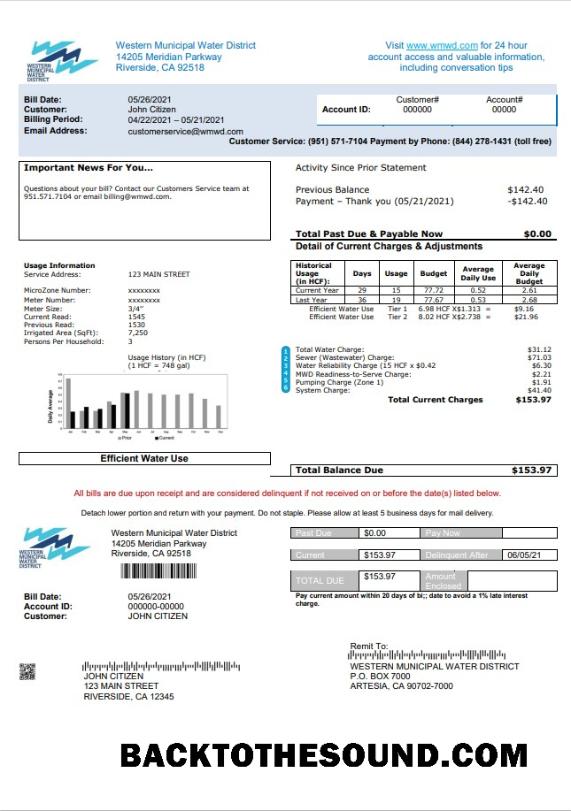 WESTERN
MUNICIPAL
WATER
DISTRICT
Western Municipal Water District
14205 Meridian Parkway
Riverside, CA 92518
Visit www.wmwd.com for 24 hour
account access and valuable information,
including conversation tips
Bill Date: 05/26/2021
Customer: John Citizen
Billing Period: 04/22/2021 – 05/21/2021
Email Address: customerservice@wmwd.com
Customer# Account#
Account ID: 000000 00000
Customer Service: (951) 571-7104 Payment by Phone: (844) 278-1431 (toll free)
Important News For You...
Questions about your bill? Contact our Customers Service team at
951.571.7104 or email billing@wmwd.com.
Activity Since Prior Statement
Previous Balance $142.40
Payment – Thank you (05/21/2021) -$142.40
Total Past Due & Payable Now $0.00
Detail of Current Charges & Adjustments
Usage Information
Service Address: 123 MAIN STREET
MicroZone Number: xxxxxxxx
Meter Number: xxxxxxxx
Meter Size: 3/4"
Current Read: 1545
Previous Read: 1530
Irrigated Area (SqFt): 7,250
Persons Per Household: 3
Historical Usage (in HCF): Days Usage Budget Average Daily Use Average Daily Budget
Current Year 29 15 77.72 0.52 2.61
Last Year 36 19 77.67 0.53 2.68
Efficient Water Use Tier 1 6.98 HCF X$1.313 = $9.16
Efficient Water Use Tier 2 8.02 HCF X$2.738 = $21.96
Usage History (in HCF)
(1 HCF = 748 gal)
Daily Average
Prior Current
1 Total Water Charge: $31.12
2 Sewer (Wastewater) Charge: $71.03
3 Water Reliability Charge (15 HCF x $0.42 $6.30
4 MWD Readiness-to-Serve Charge: $2.21
5 Pumping Charge (Zone 1) $1.91
6 System Charge: $41.40
Total Current Charges $153.97
Efficient Water Use
Total Balance Due $153.97
All bills are due upon receipt and are considered delinquent if not received on or before the date(s) listed below.
Detach lower portion and return with your payment. Do not staple. Please allow at least 5 business days for mail delivery.
WESTERN
MUNICIPAL
WATER
DISTRICT
Western Municipal Water District
14205 Meridian Parkway
Riverside, CA 92518
Bill Date: 05/26/2021
Account ID: 000000-00000
Customer: JOHN CITIZEN
Past Due $0.00 Pay Now
Current $153.97 Delinquent After 06/05/21
TOTAL DUE $153.97 Amount Enclosed
Pay current amount within 20 days of bi;; date to avoid a 1% late interest
charge.
JOHN CITIZEN
123 MAIN STREET
RIVERSIDE, CA 12345
Remit To:
WESTERN MUNICIPAL WATER DISTRICT
P.O. BOX 7000
ARTESIA, CA 90702-7000
BACKTOTHESOUND.COM